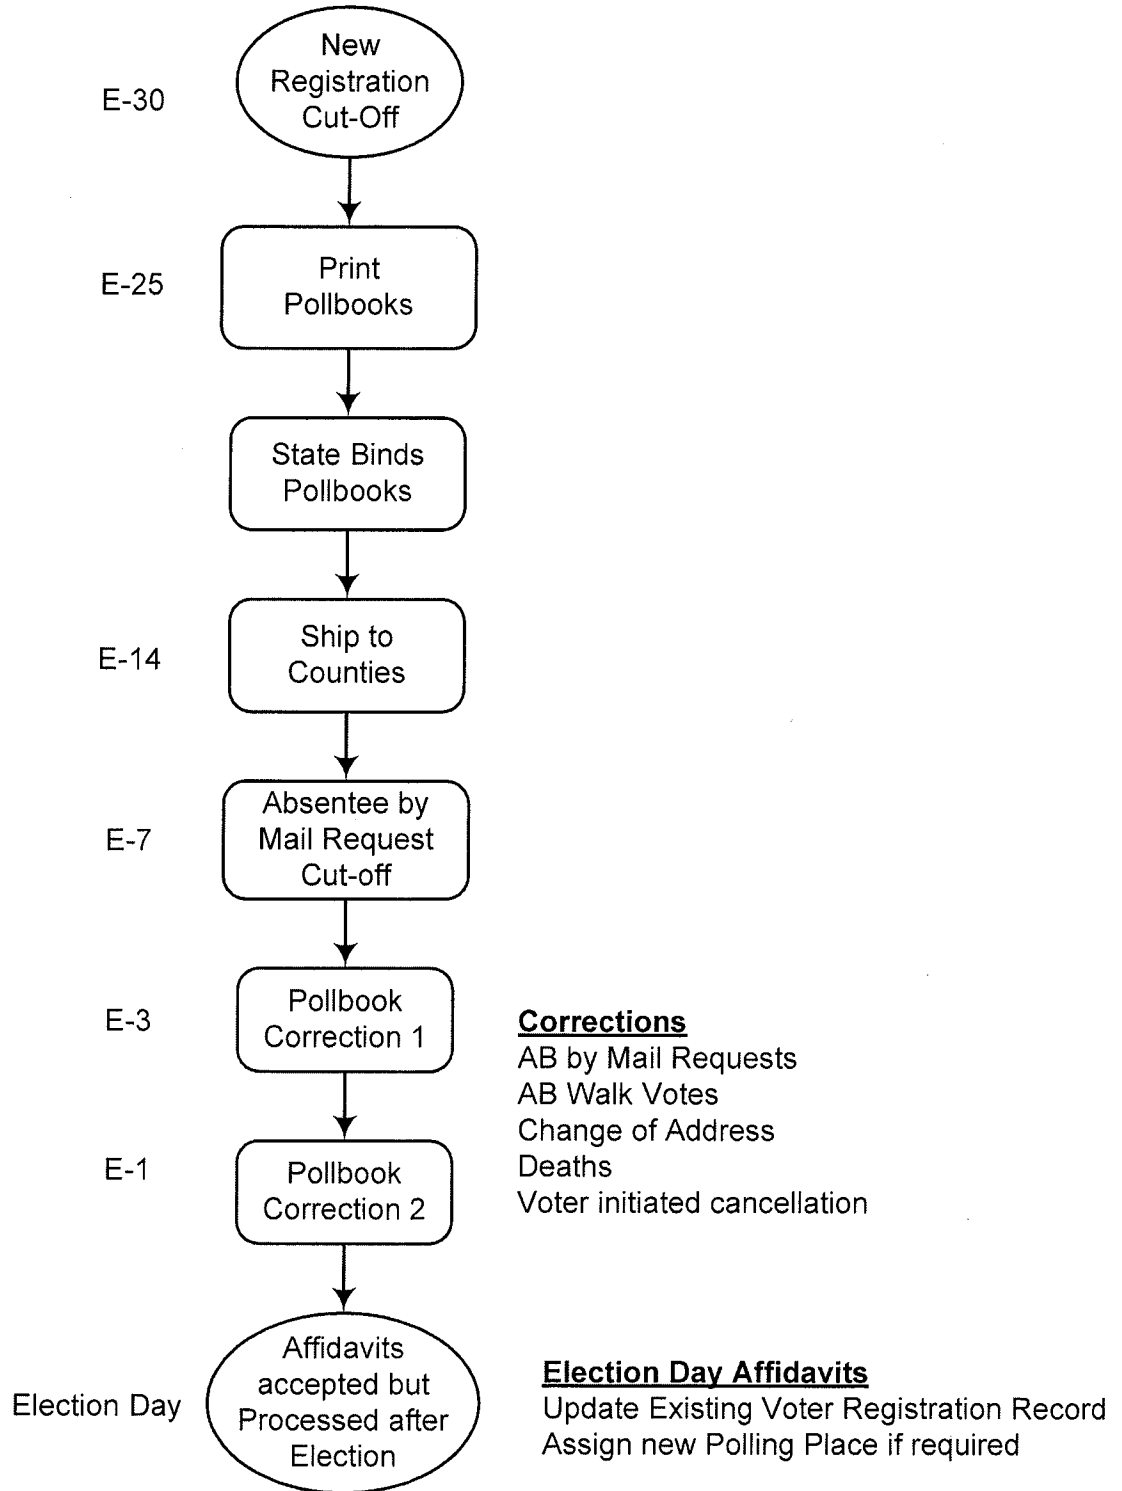 New
Registration
Cut-Off
E-30
Print
Pollbooks
E-25
State Binds
Pollbooks
Ship to
Counties
E-14
Absentee by
Mail Request
Cut-off
E-7
Pollbook
Correction 1
E-3
Corrections
AB by Mail Requests
AB Walk Votes
Change of Address
Deaths
Voter initiated cancellation
E-1
Pollbook
Correction 2
Affidavits
accepted but
Processed after
Election
Election Day
Election Day Affidavits
Update Existing Voter Registration Record
Assign new Polling Place if required